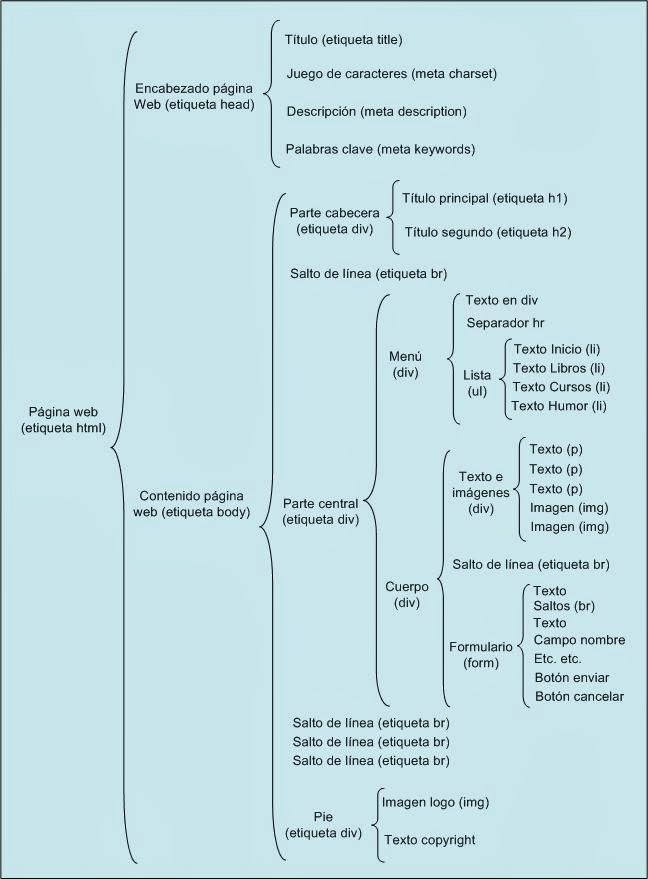 Página web
(etiqueta html)
Encabezado página
Web (etiqueta head)
Título (etiqueta title)
Juego de caracteres (meta charset)
Descripción (meta description)
Palabras clave (meta keywords)
Contenido página
web (etiqueta body)
Parte cabecera
(etiqueta div)
Título principal (etiqueta h1)
Título segundo (etiqueta h2)
Salto de línea (etiqueta br)
Parte central
(etiqueta div)
Menú
(div)
Texto en div
Separador hr
Lista
(ul)
Texto Inicio (li)
Texto Libros (li)
Texto Cursos (li)
Texto Humor (li)
Cuerpo
(div)
Texto e
imágenes
(div)
Texto (p)
Texto (p)
Texto (p)
Imagen (img)
Imagen (img)
Salto de línea (etiqueta br)
Formulario
(form)
Texto
Saltos (br)
Texto
Campo nombre
Etc. etc.
Botón enviar
Botón cancelar
Salto de línea (etiqueta br)
Salto de línea (etiqueta br)
Salto de línea (etiqueta br)
Pie
(etiqueta div)
Imagen logo (img)
Texto copyright